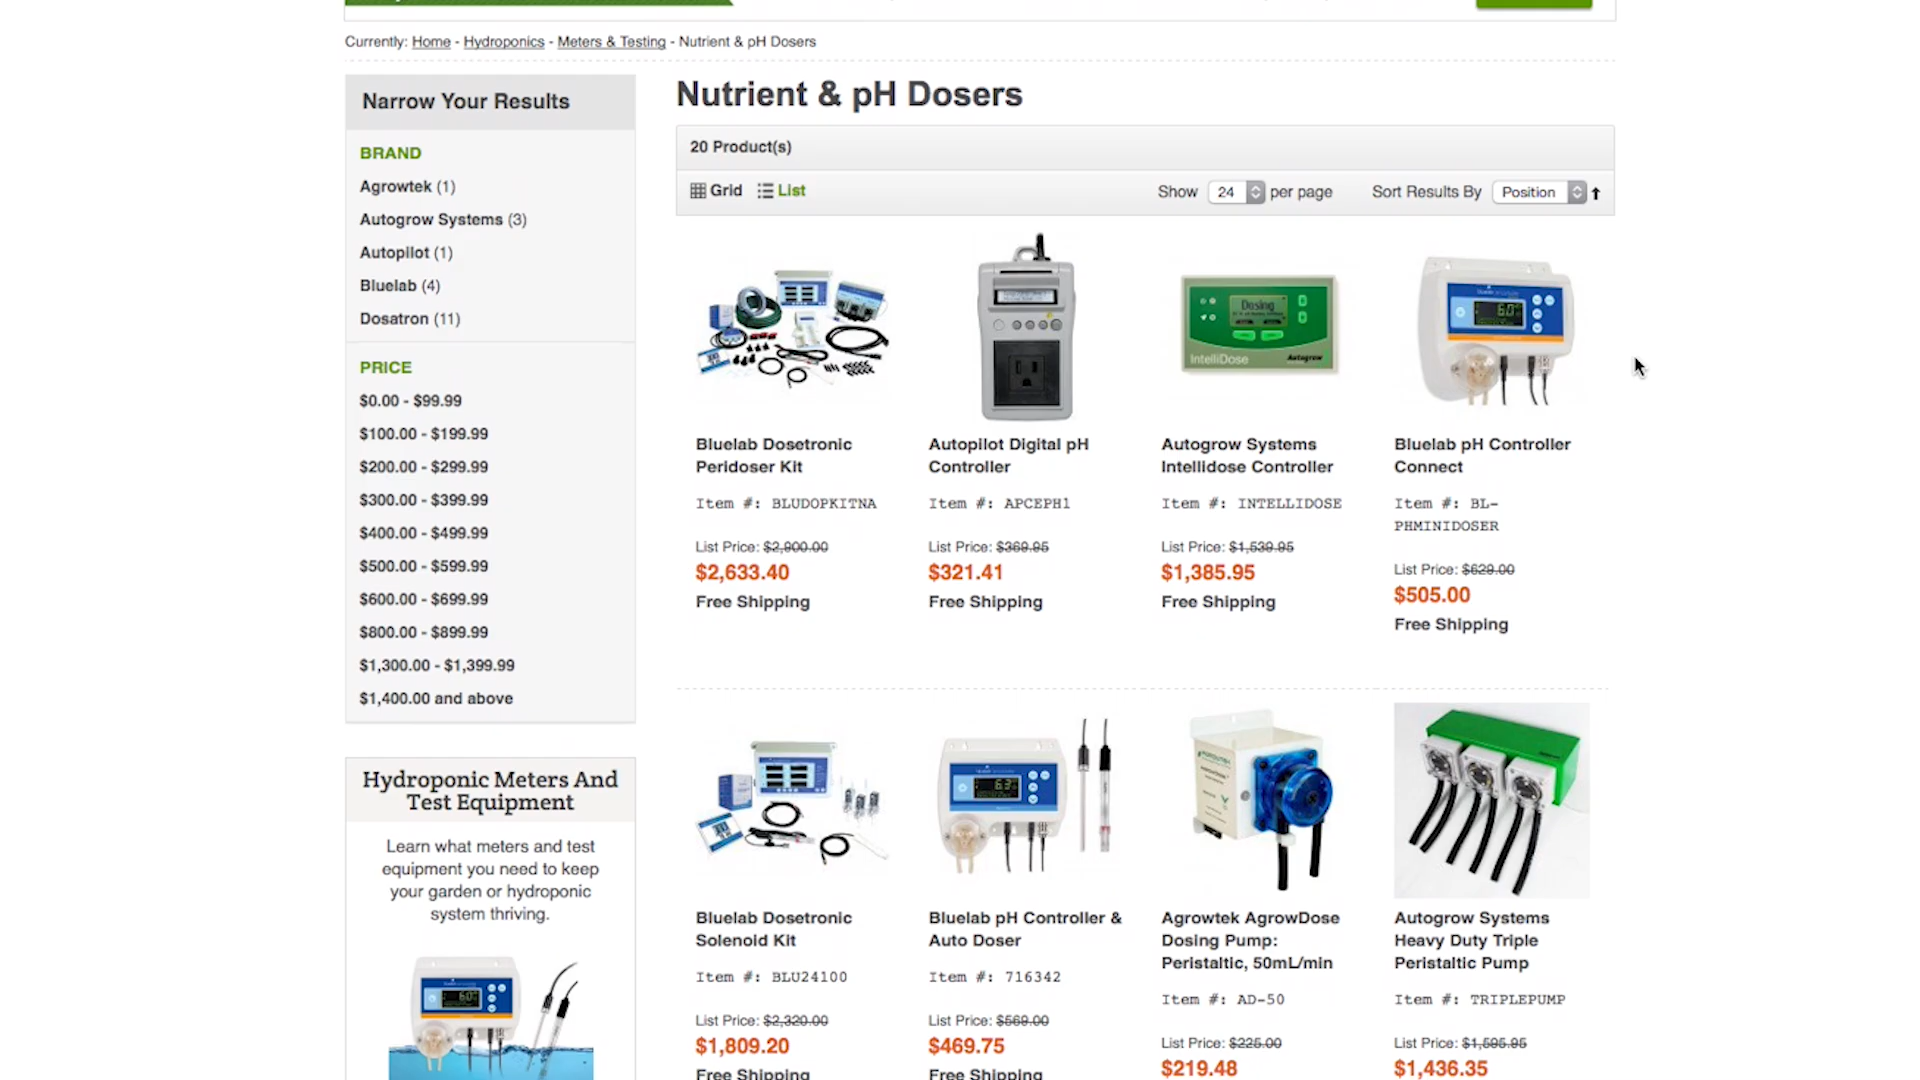 Currently: Home - Hydroponics - Meters & Testing - Nutrient & pH Dosers
Narrow Your Results
BRAND
Agrowtek (1)
Autogrow Systems (3)
Autopilot (1)
Bluelab (4)
Dosatron (11)
PRICE
$0.00 - $99.99
$100.00 - $199.99
$200.00 - $299.99
$300.00 - $399.99
$400.00 - $499.99
$500.00 - $599.99
$600.00 - $699.99
$800.00 - $899.99
$1,300.00 - $1,399.99
$1,400.00 and above
Hydroponic Meters And
Test Equipment
Learn what meters and test
equipment you need to keep
your garden or hydroponic
system thriving.
Nutrient & pH Dosers
20 Product(s)
Grid List Show 24 per page Sort Results By Position
Dosing
IntelliDose Autogrow
Bluelab Dosetronic
Peridoser Kit
Item #: BLUDOPKITNA
List Price: $2,900.00
$2,633.40
Free Shipping
Autopilot Digital pH
Controller
Item #: APCEPH1
List Price: $369.95
$321.41
Free Shipping
Autogrow Systems
Intellidose Controller
Item #: INTELLIDOSE
List Price: $1,539.95
$1,385.95
Free Shipping
Bluelab pH Controller
Connect
Item #: BL-
PHMINIDOSER
List Price: $629.00
$505.00
Free Shipping
Bluelab Dosetronic
Solenoid Kit
Item #: BLU24100
List Price: $2,320.00
$1,809.20
Free Shipping
Bluelab pH Controller &
Auto Doser
Item #: 716342
List Price: $569.00
$469.75
Free Shipping
Agrowtek AgrowDose
Dosing Pump:
Peristaltic, 50mL/min
Item #: AD-50
List Price: $225.00
$219.48
Autogrow Systems
Heavy Duty Triple
Peristaltic Pump
Item #: TRIPLEPUMP
List Price: $1,595.95
$1,436.35